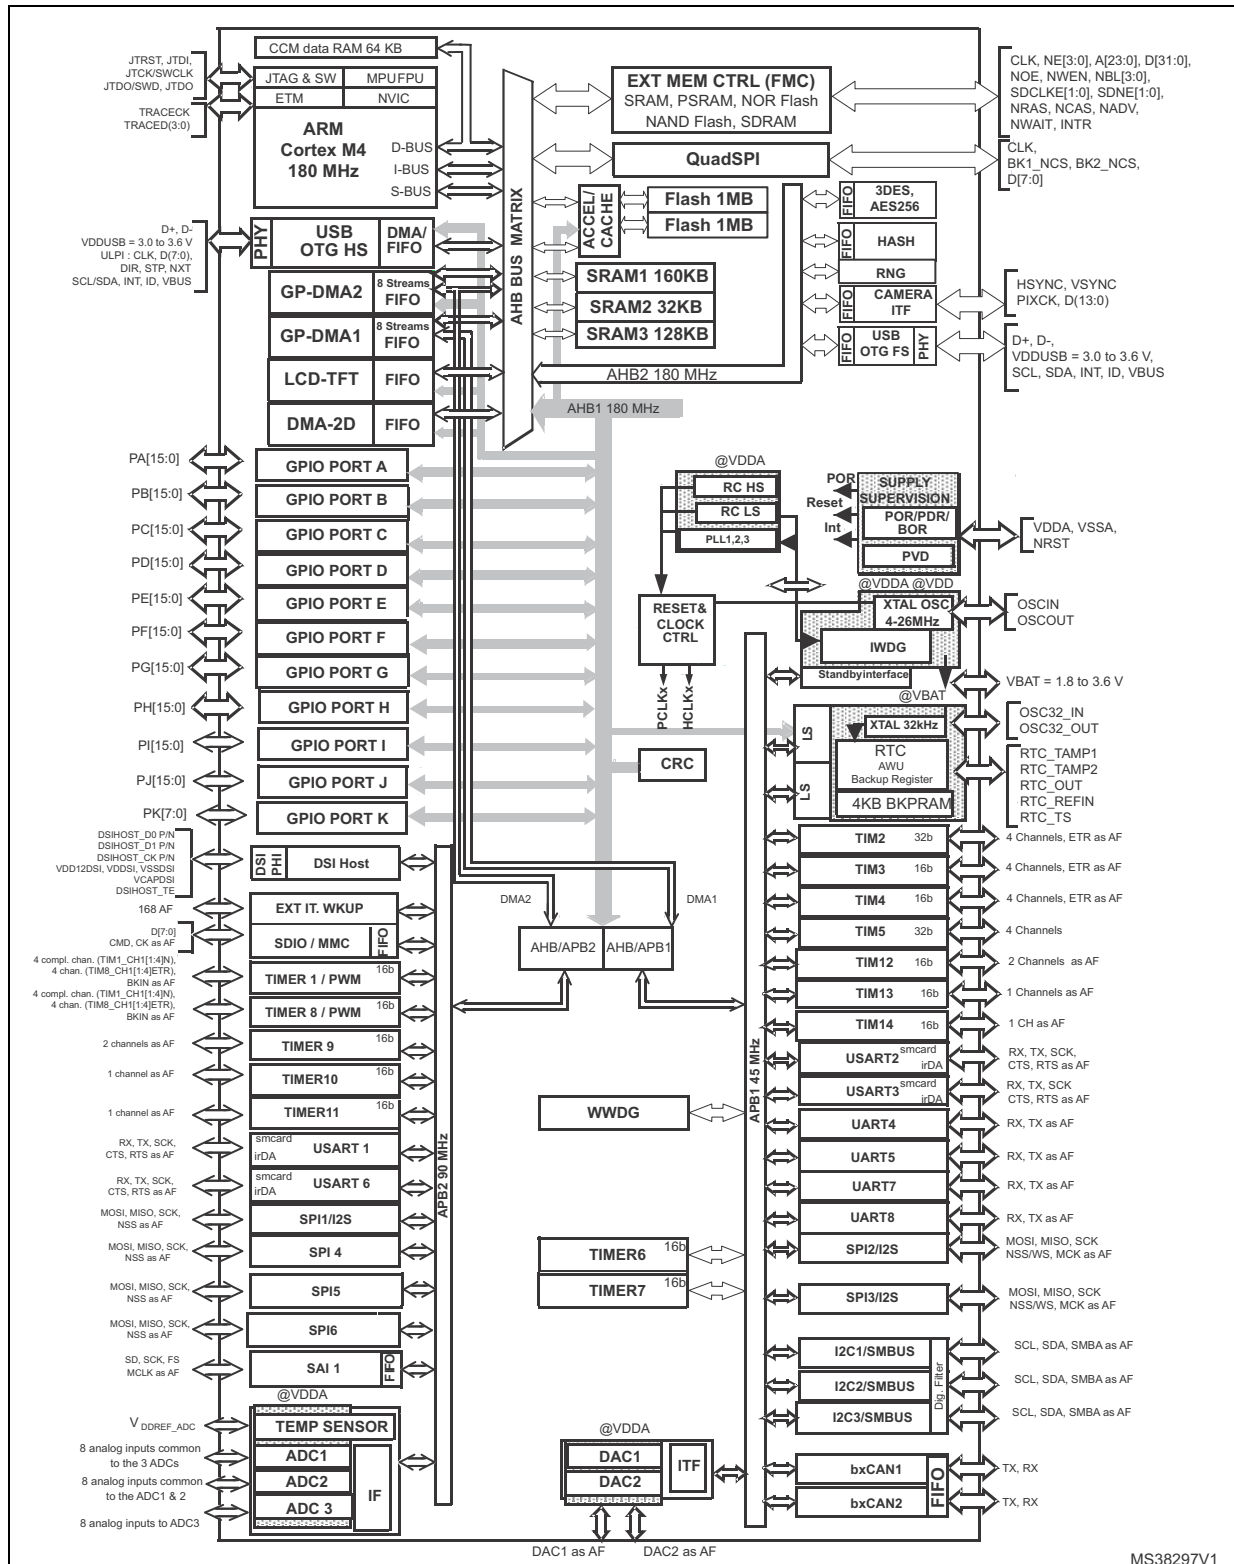 CCM data RAM 64 KB
JTRST, JTDI,
JTCK/SWCLK
JTDO/SWD, JTDO
TRACECK
TRACED(3:0)
JTAG & SW
MPU FPU
ETM
NVIC
ARM
Cortex M4
180 MHz
D-BUS
I-BUS
S-BUS
AHB BUS MATRIX
EXT MEM CTRL (FMC)
SRAM, PSRAM, NOR Flash
NAND Flash, SDRAM
CLK, NE[3:0], A[23:0], D[31:0],
NOE, NWEN, NBL[3:0],
SDCLKE[1:0], SDNE[1:0],
NRAS, NCAS, NADV,
NWAIT, INTR
QuadSPI
CLK,
BK1_NCS, BK2_NCS,
D[7:0]
ACCEL/
CACHE
Flash 1MB
Flash 1MB
SRAM1 160KB
SRAM2 32KB
SRAM3 128KB
FIFO
3DES,
AES256
FIFO
HASH
RNG
FIFO
CAMERA
ITF
HSYNC, VSYNC
PIXCK, D(13:0)
FIFO
USB
OTG FS
PHY
D+, D-,
VDDUSB = 3.0 to 3.6 V,
SCL, SDA, INT, ID, VBUS
D+, D-
VDDUSB = 3.0 to 3.6 V
ULPI : CLK, D(7:0),
DIR, STP, NXT
SCL/SDA, INT, ID, VBUS
PHY
USB
OTG HS
DMA/
FIFO
GP-DMA2
8 Streams
FIFO
GP-DMA1
8 Streams
FIFO
LCD-TFT
FIFO
DMA-2D
FIFO
AHB2 180 MHz
AHB1 180 MHz
PA[15:0]
GPIO PORT A
PB[15:0]
GPIO PORT B
PC[15:0]
GPIO PORT C
PD[15:0]
GPIO PORT D
PE[15:0]
GPIO PORT E
PF[15:0]
GPIO PORT F
PG[15:0]
GPIO PORT G
PH[15:0]
GPIO PORT H
PI[15:0]
GPIO PORT I
PJ[15:0]
GPIO PORT J
PK[7:0]
GPIO PORT K
@VDDA
RC HS
RC LS
PLL1,2,3
POR
Reset
Int
SUPPLY
SUPERVISION
POR/PDR/
BOR
PVD
VDDA, VSSA,
NRST
@VDDA @VDD
XTAL OSC
4-26MHz
OSCIN
OSCOUT
IWDG
Standbyinterface
RESET&
CLOCK
CTRL
PCLKx
HCLKx
@VBAT
VBAT = 1.8 to 3.6 V
LS
LS
XTAL 32kHz
OSC32_IN
OSC32_OUT
RTC
AWU
Backup Register
4KB BKPRAM
RTC_TAMP1
RTC_TAMP2
RTC_OUT
RTC_REFIN
RTC_TS
CRC
DMA2
DMA1
AHB/APB2
AHB/APB1
APB2 90 MHz
APB1 45 MHz
DSIHOST_D0 P/N
DSIHOST_D1 P/N
DSIHOST_CK P/N
VDD12DSI, VDDSI, VSSDSI
VCAPDSI
DSIHOST_TE
DSI
PHI
DSI Host
168 AF
EXT IT. WKUP
D[7:0]
CMD, CK as AF
SDIO / MMC
FIFO
4 compl. chan. (TIM1_CH1[1:4]N),
4 chan. (TIM8_CH1[1:4]ETR),
BKIN as AF
TIMER 1 / PWM
16b
4 compl. chan. (TIM1_CH1[1:4]N),
4 chan. (TIM8_CH1[1:4]ETR),
BKIN as AF
TIMER 8 / PWM
16b
2 channels as AF
TIMER 9
16b
1 channel as AF
TIMER10
16b
1 channel as AF
TIMER11
16b
RX, TX, SCK,
CTS, RTS as AF
smcard
irDA
USART 1
RX, TX, SCK,
CTS, RTS as AF
smcard
irDA
USART 6
MOSI, MISO, SCK,
NSS as AF
SPI1/I2S
MOSI, MISO, SCK,
NSS as AF
SPI 4
MOSI, MISO, SCK,
NSS as AF
SPI5
MOSI, MISO, SCK,
NSS as AF
SPI6
SD, SCK, FS
MCLK as AF
SAI 1
FIFO
@VDDA
VDDREF_ADC
TEMP SENSOR
8 analog inputs common
to the 3 ADCs
ADC1
8 analog inputs common
to the ADC1 & 2
ADC2
8 analog inputs to ADC3
ADC 3
IF
WWDG
TIMER6
16b
TIMER7
16b
@VDDA
DAC1
DAC2
ITF
DAC1 as AF
DAC2 as AF
TIM2
32b
4 Channels, ETR as AF
TIM3
16b
4 Channels, ETR as AF
TIM4
16b
4 Channels, ETR as AF
TIM5
32b
4 Channels
TIM12
16b
2 Channels as AF
TIM13
16b
1 Channels as AF
TIM14
16b
1 CH as AF
USART2
smcard
irDA
RX, TX, SCK,
CTS, RTS as AF
USART3
smcard
irDA
RX, TX, SCK
CTS, RTS as AF
UART4
RX, TX as AF
UART5
RX, TX as AF
UART7
RX, TX as AF
UART8
RX, TX as AF
SPI2/I2S
MOSI, MISO, SCK
NSS/WS, MCK as AF
SPI3/I2S
MOSI, MISO, SCK
NSS/WS, MCK as AF
I2C1/SMBUS
SCL, SDA, SMBA as AF
I2C2/SMBUS
SCL, SDA, SMBA as AF
I2C3/SMBUS
SCL, SDA, SMBA as AF
Dig. Filter
bxCAN1
TX, RX
bxCAN2
TX, RX
FIFO
MS38297V1